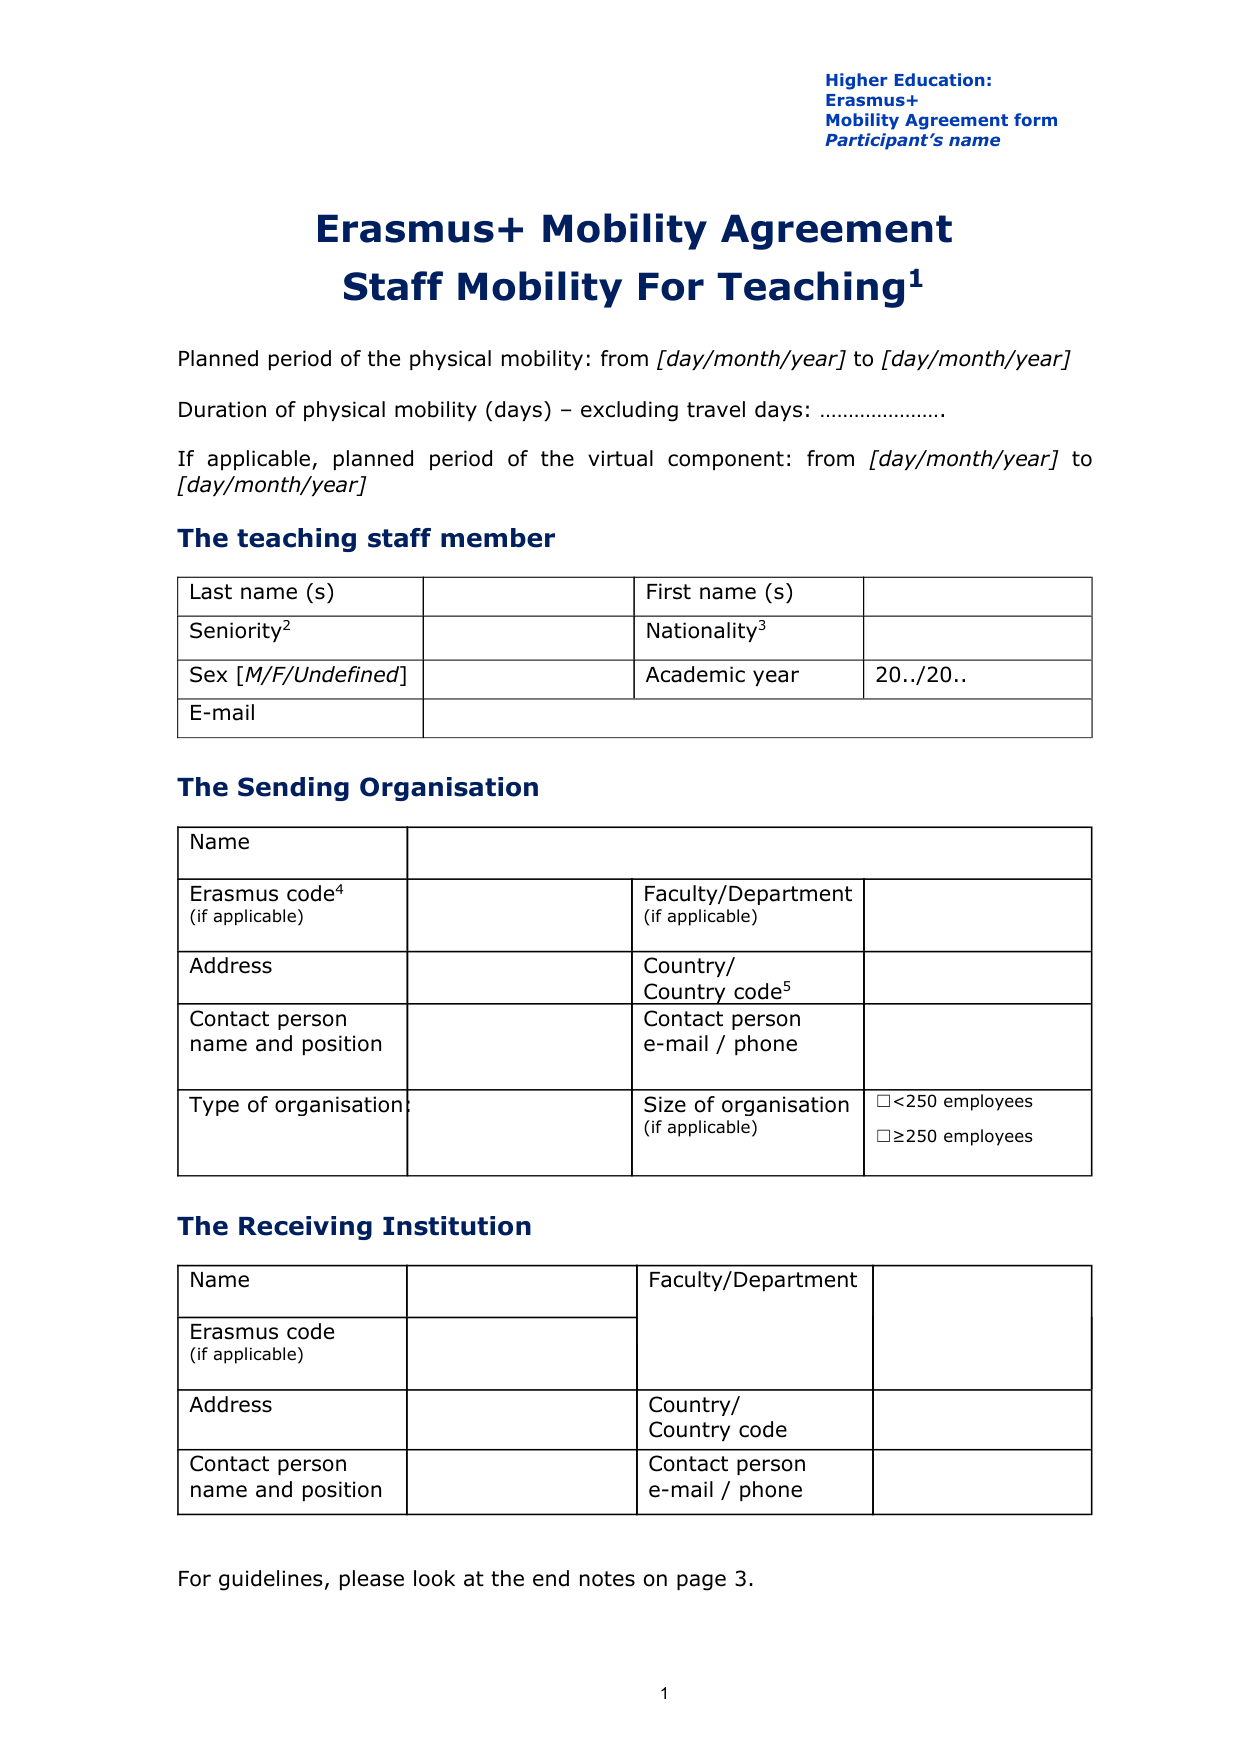 Higher Education:
Erasmus+
Mobility Agreement form
Participant’s name
Erasmus+ Mobility Agreement
Staff Mobility For Teaching1
Planned period of the physical mobility: from [day/month/year] to [day/month/year]
Duration of physical mobility (days) – excluding travel days: ………………….
If applicable, planned period of the virtual component: from [day/month/year] to
[day/month/year]
The teaching staff member
Last name (s) First name (s)
Seniority2 Nationality3
Sex [M/F/Undefined] Academic year 20../20..
E-mail
The Sending Organisation
Name
Erasmus code4 Faculty/Department
(if applicable) (if applicable)
Address Country/
Country code5
Contact person Contact person
name and position e-mail / phone
Type of organisation: Size of organisation ☐<250 employees
(if applicable) ☐≥250 employees
The Receiving Institution
Name Faculty/Department
Erasmus code
(if applicable)
Address Country/
Country code
Contact person Contact person
name and position e-mail / phone
For guidelines, please look at the end notes on page 3.
1